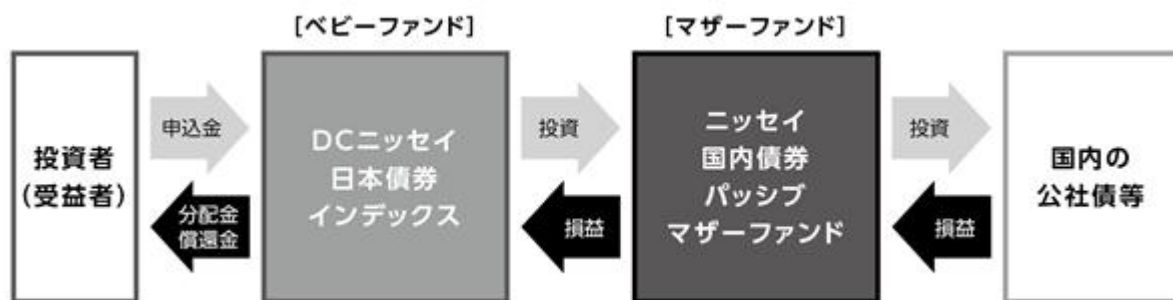 [ベビーファンド]
[マザーファンド]
投資者
(受益者)
申込金
分配金
償還金
DCニッセイ
日本債券
インデックス
投資
損益
ニッセイ
国内債券
パッシブ
マザーファンド
投資
損益
国内の
公社債等